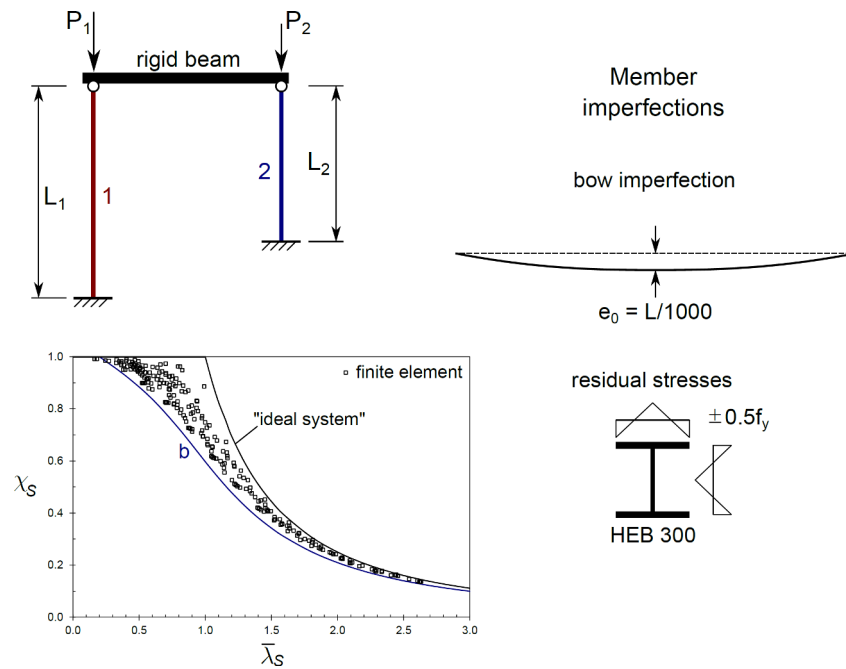 P1 P2
rigid beam
L1
1
2
L2
Member
imperfections
bow imperfection
e0 = L/1000
residual stresses
±0.5fy
HEB 300
1.0
0.8
0.6
0.4
0.2
0.0
χS
□ finite element
"ideal system"
b
0.0 0.5 1.0 1.5 2.0 2.5 3.0
λ̅S